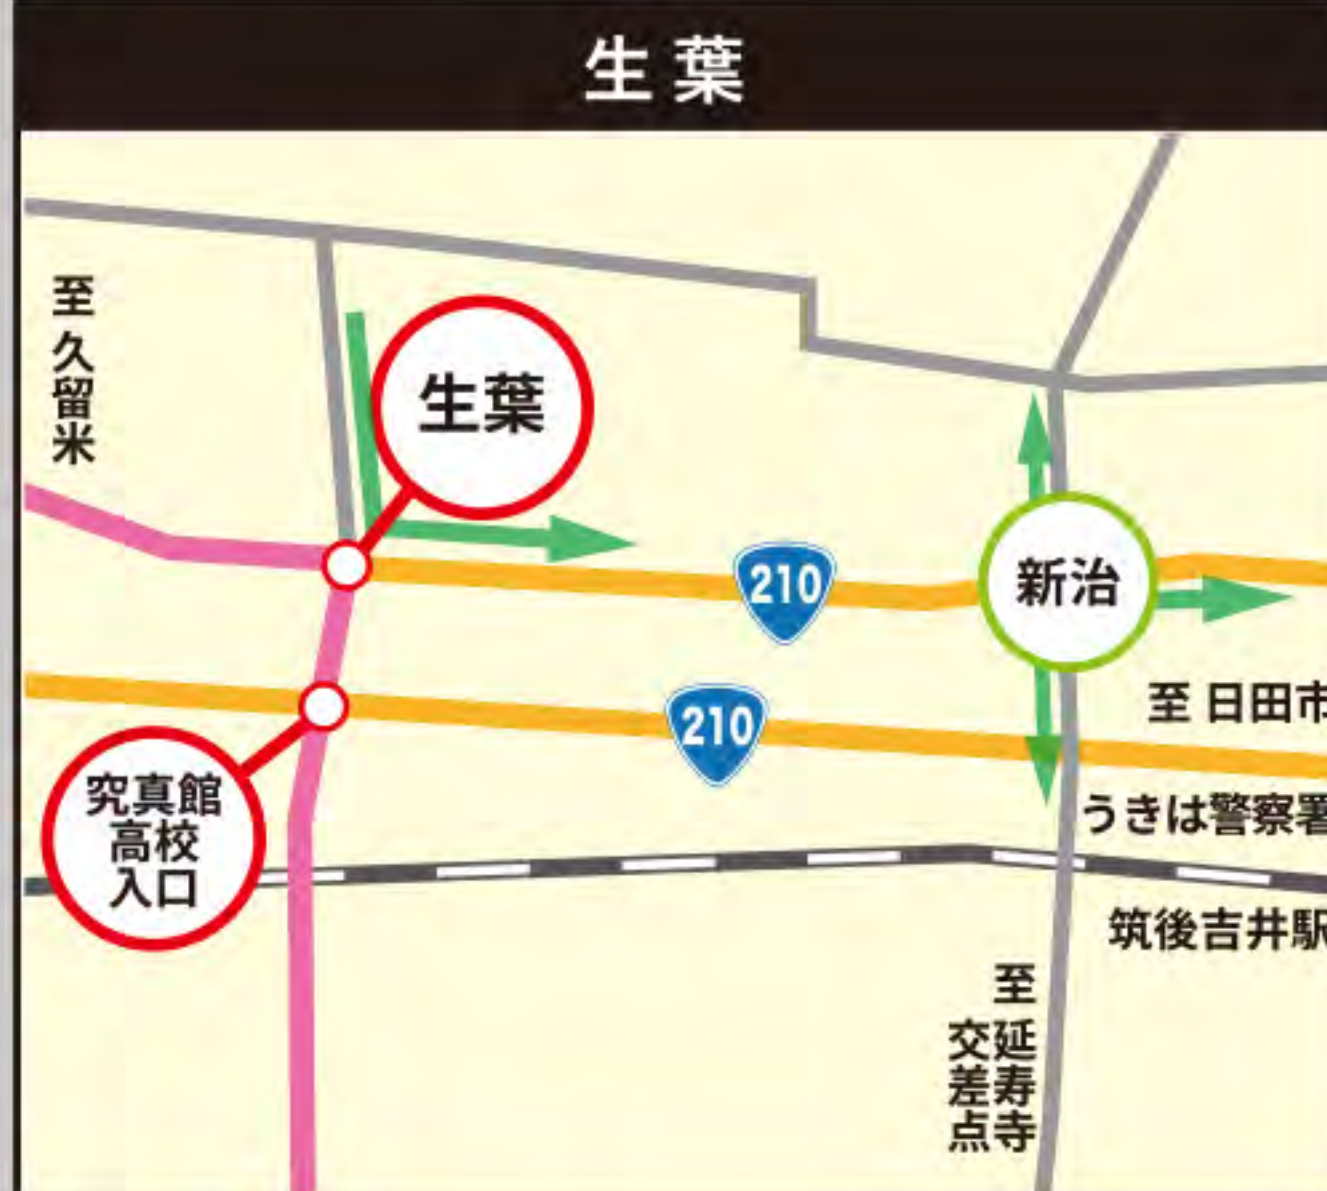 生葉
至 久留米
生葉
210
新治
210
至 日田市
究真館
高校
入口
うきは警察署
筑後吉井駅
至 延寿寺
交差点